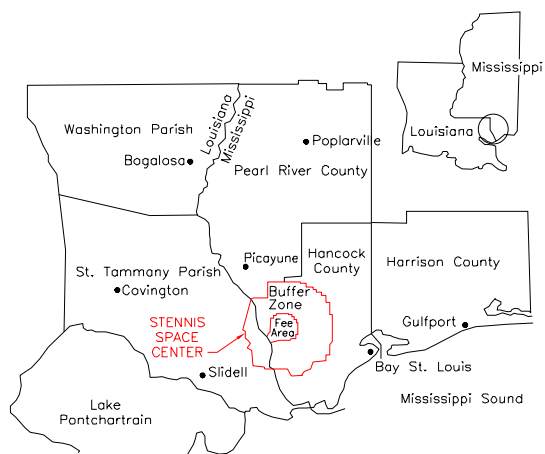 Mississippi
Louisiana
Washington Parish
Louisiana
Mississippi
Bogalosa
Poplarville
Pearl River County
Picayune
Hancock
County
Harrison County
St. Tammany Parish
Covington
Buffer
Zone
Fee
Area
STENNIS
SPACE
CENTER
Gulfport
Bay St. Louis
Slidell
Mississippi Sound
Lake
Pontchartrain